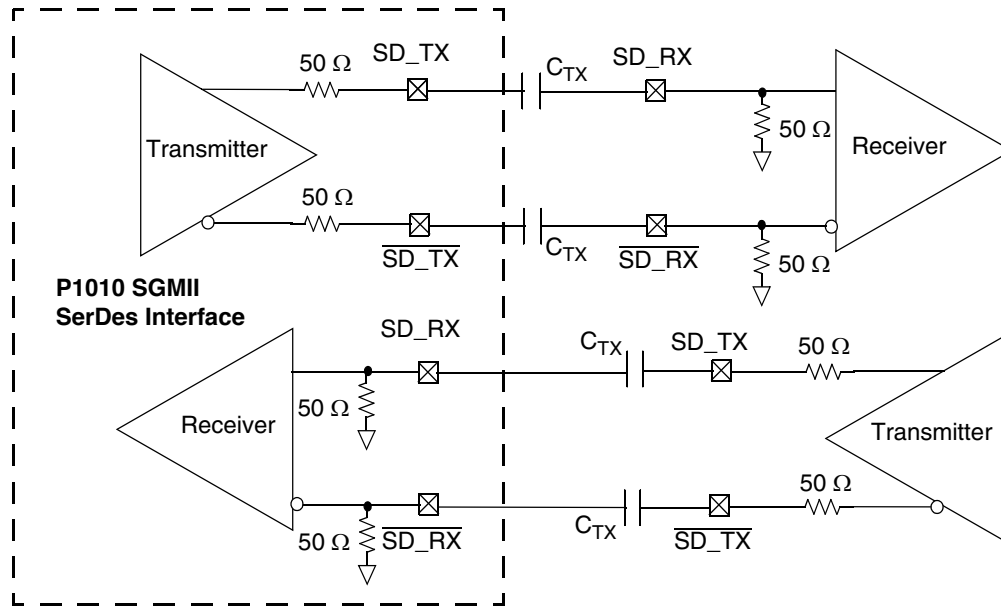 50 Ω
SD_TX
C_TX
SD_RX
50 Ω
Transmitter
Receiver
50 Ω
SD_TX
C_TX
SD_RX
50 Ω
P1010 SGMII
SerDes Interface
SD_RX
C_TX
SD_TX
50 Ω
50 Ω
Receiver
Transmitter
50 Ω
50 Ω
SD_RX
C_TX
SD_TX